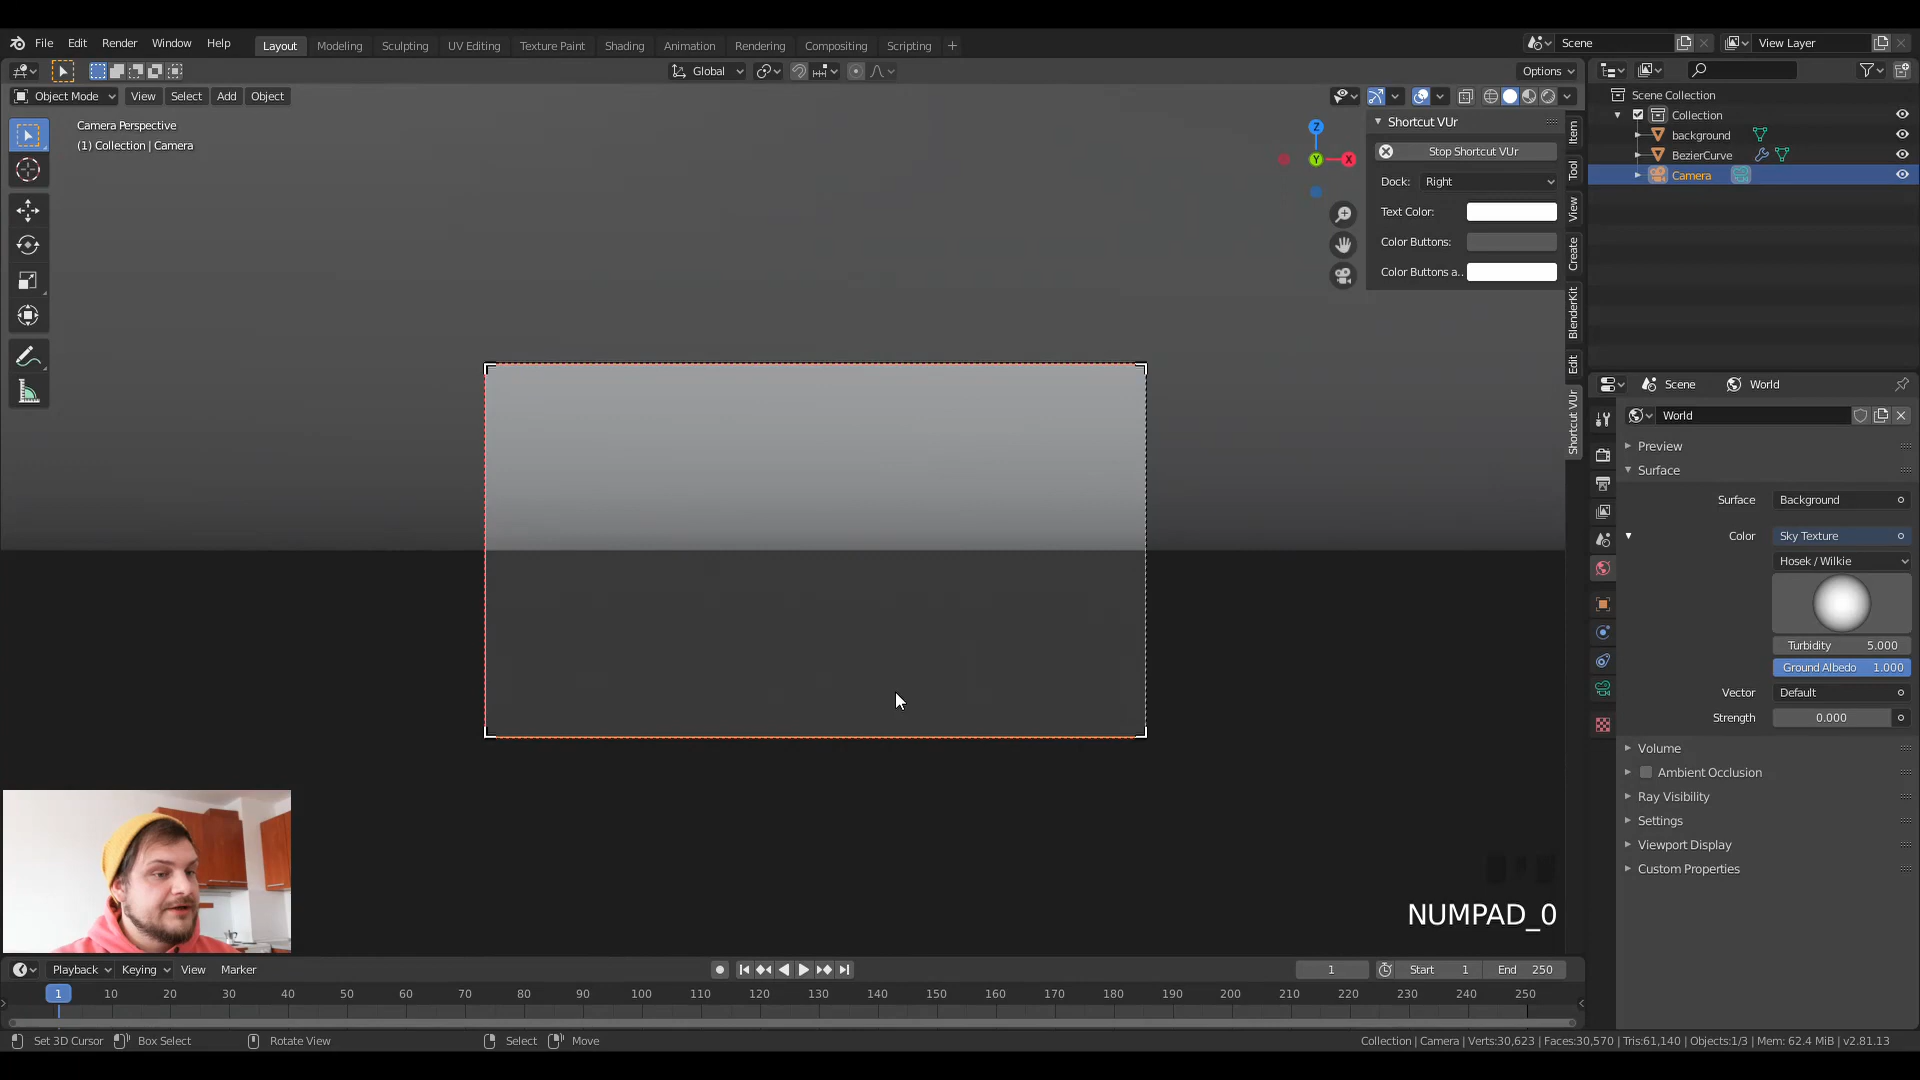 File Edit Render Window Help Layout Modeling Sculpting UV Editing Texture Paint Shading Animation Rendering Compositing Scripting + Scene View Layer
Global Options
Object Mode View Select Add Object
Camera Perspective
(1) Collection | Camera
Z
Y
X
Shortcut VUr
Stop Shortcut VUr
Dock: Right
Text Color:
Color Buttons:
Color Buttons a..
Item
Tool
View
Create
BlenderKit
Edit
Shortcut VUr
Scene Collection
Collection
background
BezierCurve
Camera
Scene World
World
Preview
Surface
Surface Background
Color Sky Texture
Hosek / Wilkie
Turbidity 5.000
Ground Albedo 1.000
Vector Default
Strength 0.000
Volume
Ambient Occlusion
Ray Visibility
Settings
Viewport Display
Custom Properties
NUMPAD_0
Playback Keying View Marker 1 Start 1 End 250
1 10 20 30 40 50 60 70 80 90 100 110 120 130 140 150 160 170 180 190 200 210 220 230 240 250
Set 3D Cursor Box Select Rotate View Select Move Collection | Camera | Verts:30,623 | Faces:30,570 | Tris:61,140 | Objects:1/3 | Mem: 62.4 MiB | v2.81.13